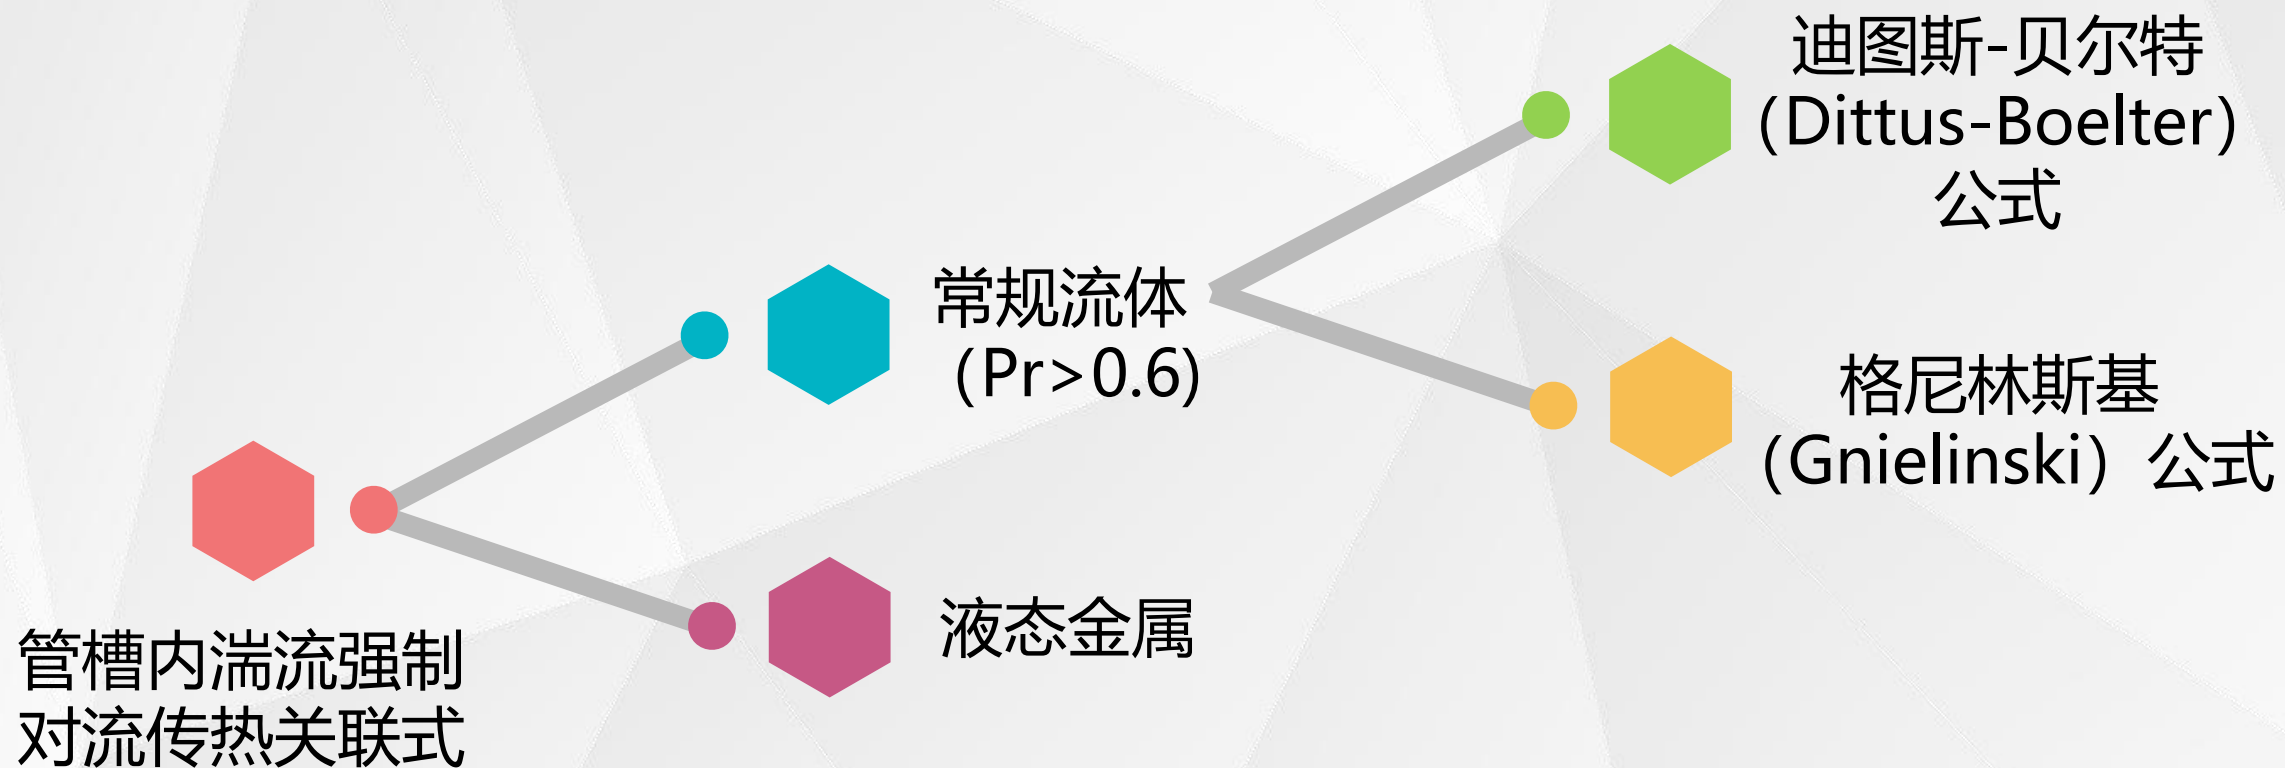 管槽内湍流强制
对流传热关联式
常规流体
（Pr>0.6)
液态金属
迪图斯-贝尔特
（Dittus-Boelter）
公式
格尼林斯基
（Gnielinski）公式